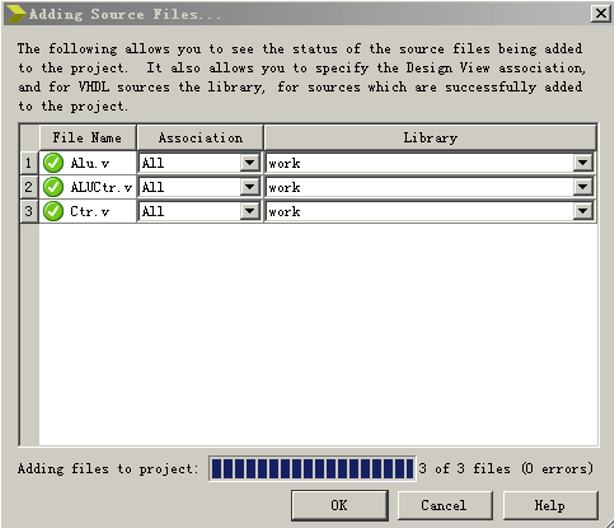 Adding Source Files...
The following allows you to see the status of the source files being added
to the project. It also allows you to specify the Design View association,
and for VHDL sources the library, for sources which are successfully added
to the project.
File Name Association Library
1 Alu.v All work
2 ALUCtr.v All work
3 Ctr.v All work
Adding files to project: 3 of 3 files (0 errors)
OK Cancel Help